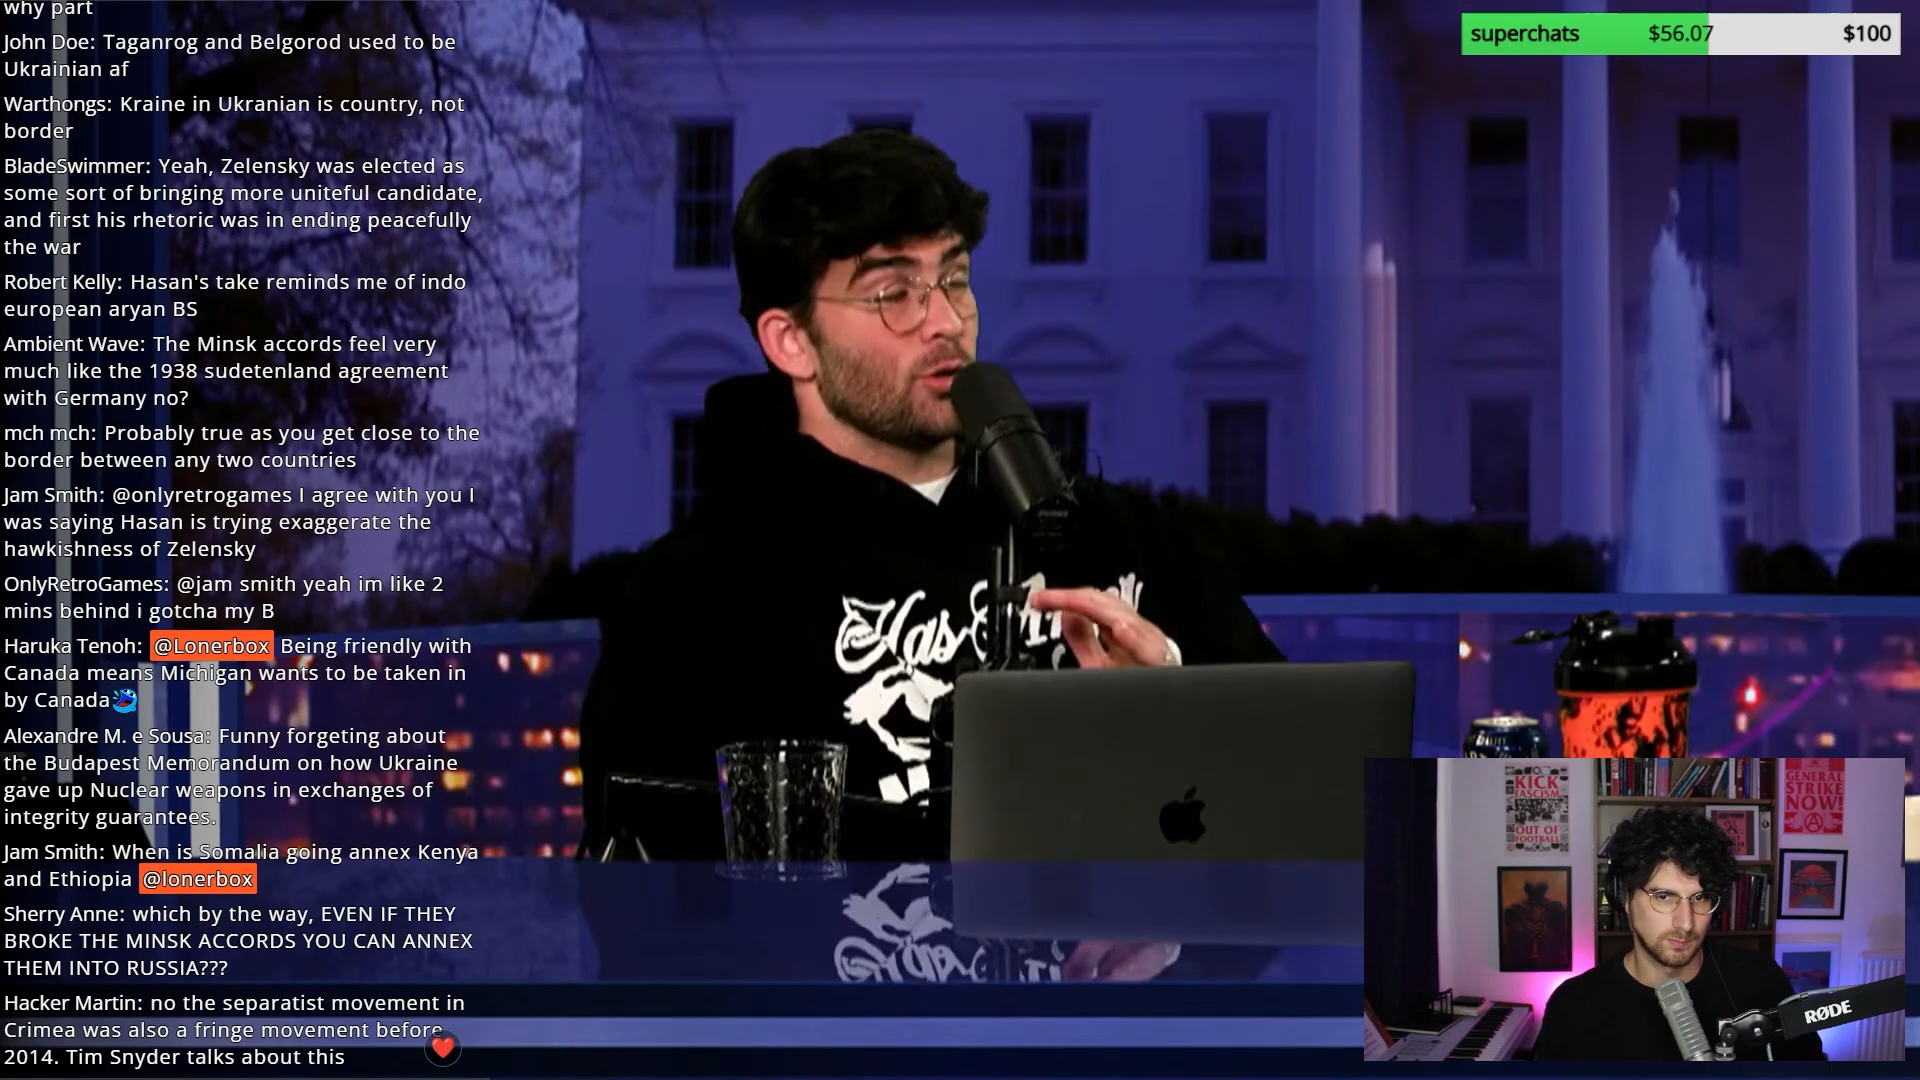 why part
John Doe: Taganrog and Belgorod used to be
Ukrainian af
Warthongs: Kraine in Ukranian is country, not
border
BladeSwimmer: Yeah, Zelensky was elected as
some sort of bringing more uniteful candidate,
and first his rhetoric was in ending peacefully
the war
Robert Kelly: Hasan's take reminds me of indo
european aryan BS
Ambient Wave: The Minsk accords feel very
much like the 1938 sudetenland agreement
with Germany no?
mch mch: Probably true as you get close to the
border between any two countries
Jam Smith: @onlyretrogames I agree with you I
was saying Hasan is trying exaggerate the
hawkishness of Zelensky
OnlyRetroGames: @jam smith yeah im like 2
mins behind i gotcha my B
Haruka Tenoh: @Lonerbox Being friendly with
Canada means Michigan wants to be taken in
by Canada
Alexandre M. e Sousa: Funny forgeting about
the Budapest Memorandum on how Ukraine
gave up Nuclear weapons in exchanges of
integrity guarantees.
Jam Smith: When is Somalia going annex Kenya
and Ethiopia @lonerbox
Sherry Anne: which by the way, EVEN IF THEY
BROKE THE MINSK ACCORDS YOU CAN ANNEX
THEM INTO RUSSIA???
Hacker Martin: no the separatist movement in
Crimea was also a fringe movement before
2014. Tim Snyder talks about this
superchats $56.07 $100
KICK
FASCISM
OUT OF
FOOTBALL
GENERAL
STRIKE
NOW!
RØDE